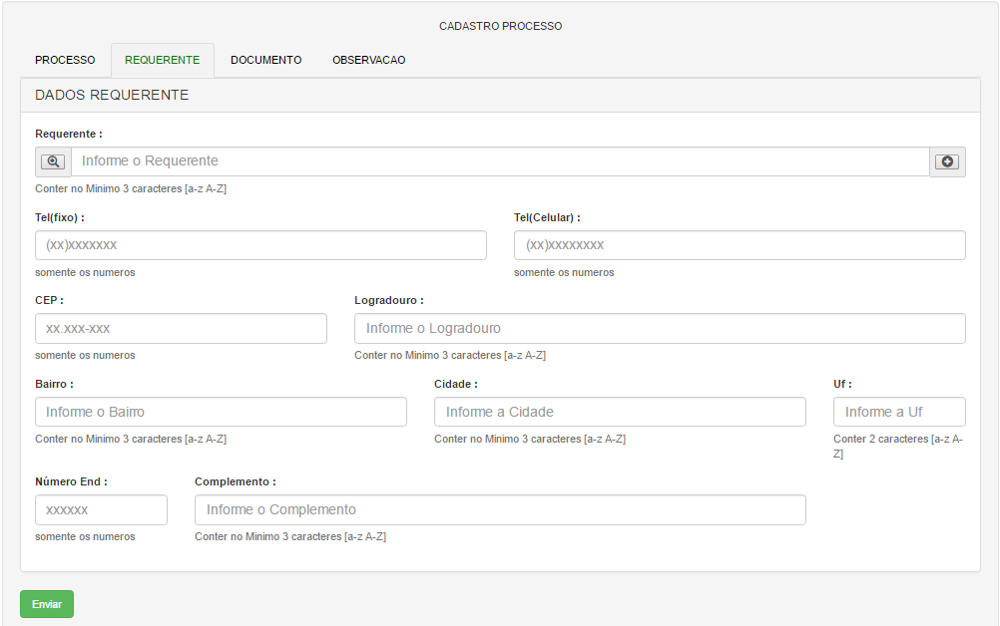 CADASTRO PROCESSO
PROCESSO REQUERENTE DOCUMENTO OBSERVACAO
DADOS REQUERENTE
Requerente :
Informe o Requerente
Conter no Minimo 3 caracteres [a-z A-Z]
Tel(fixo) : Tel(Celular) :
(xx)xxxxxxx (xx)xxxxxxxx
somente os numeros somente os numeros
CEP : Logradouro :
xx.xxx-xxx Informe o Logradouro
somente os numeros Conter no Minimo 3 caracteres [a-z A-Z]
Bairro : Cidade : Uf :
Informe o Bairro Informe a Cidade Informe a Uf
Conter no Minimo 3 caracteres [a-z A-Z] Conter no Minimo 3 caracteres [a-z A-Z] Conter 2 caracteres [a-z A-
Z]
Número End : Complemento :
xxxxxx Informe o Complemento
somente os numeros Conter no Minimo 3 caracteres [a-z A-Z]
Enviar